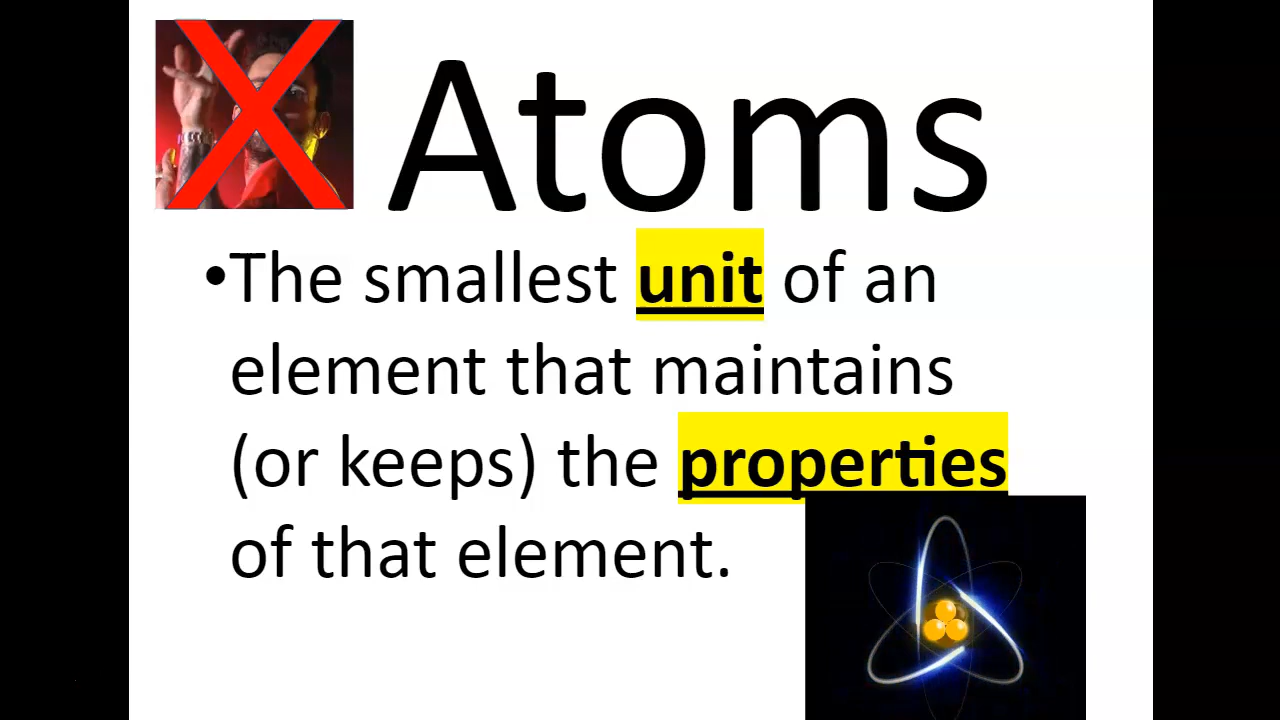 Atoms
•The smallest unit of an
element that maintains
(or keeps) the properties
of that element.